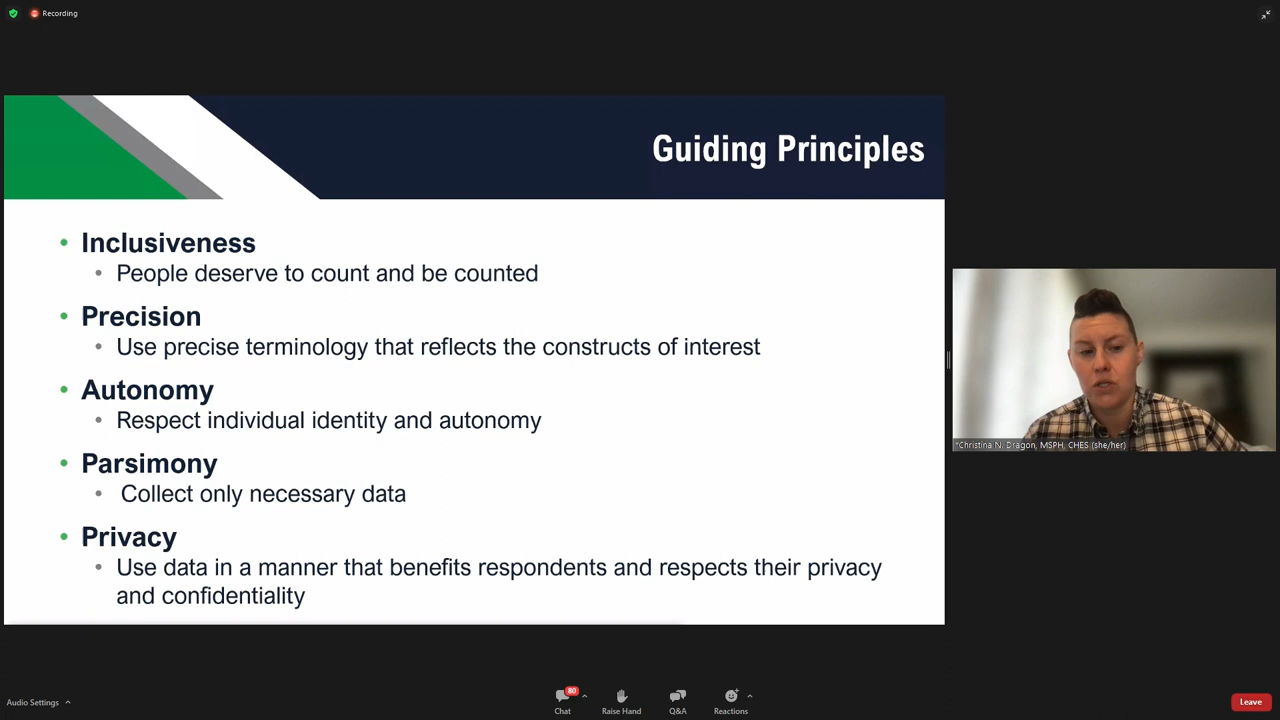 Recording
Guiding Principles
• Inclusiveness
• People deserve to count and be counted
• Precision
• Use precise terminology that reflects the constructs of interest
• Autonomy
• Respect individual identity and autonomy
• Parsimony
• Collect only necessary data
• Privacy
• Use data in a manner that benefits respondents and respects their privacy
and confidentiality
*Christina N. Dragon, MSPH, CHES (she/her)
Audio Settings
80
Chat
Raise Hand
Q&A
Reactions
Leave